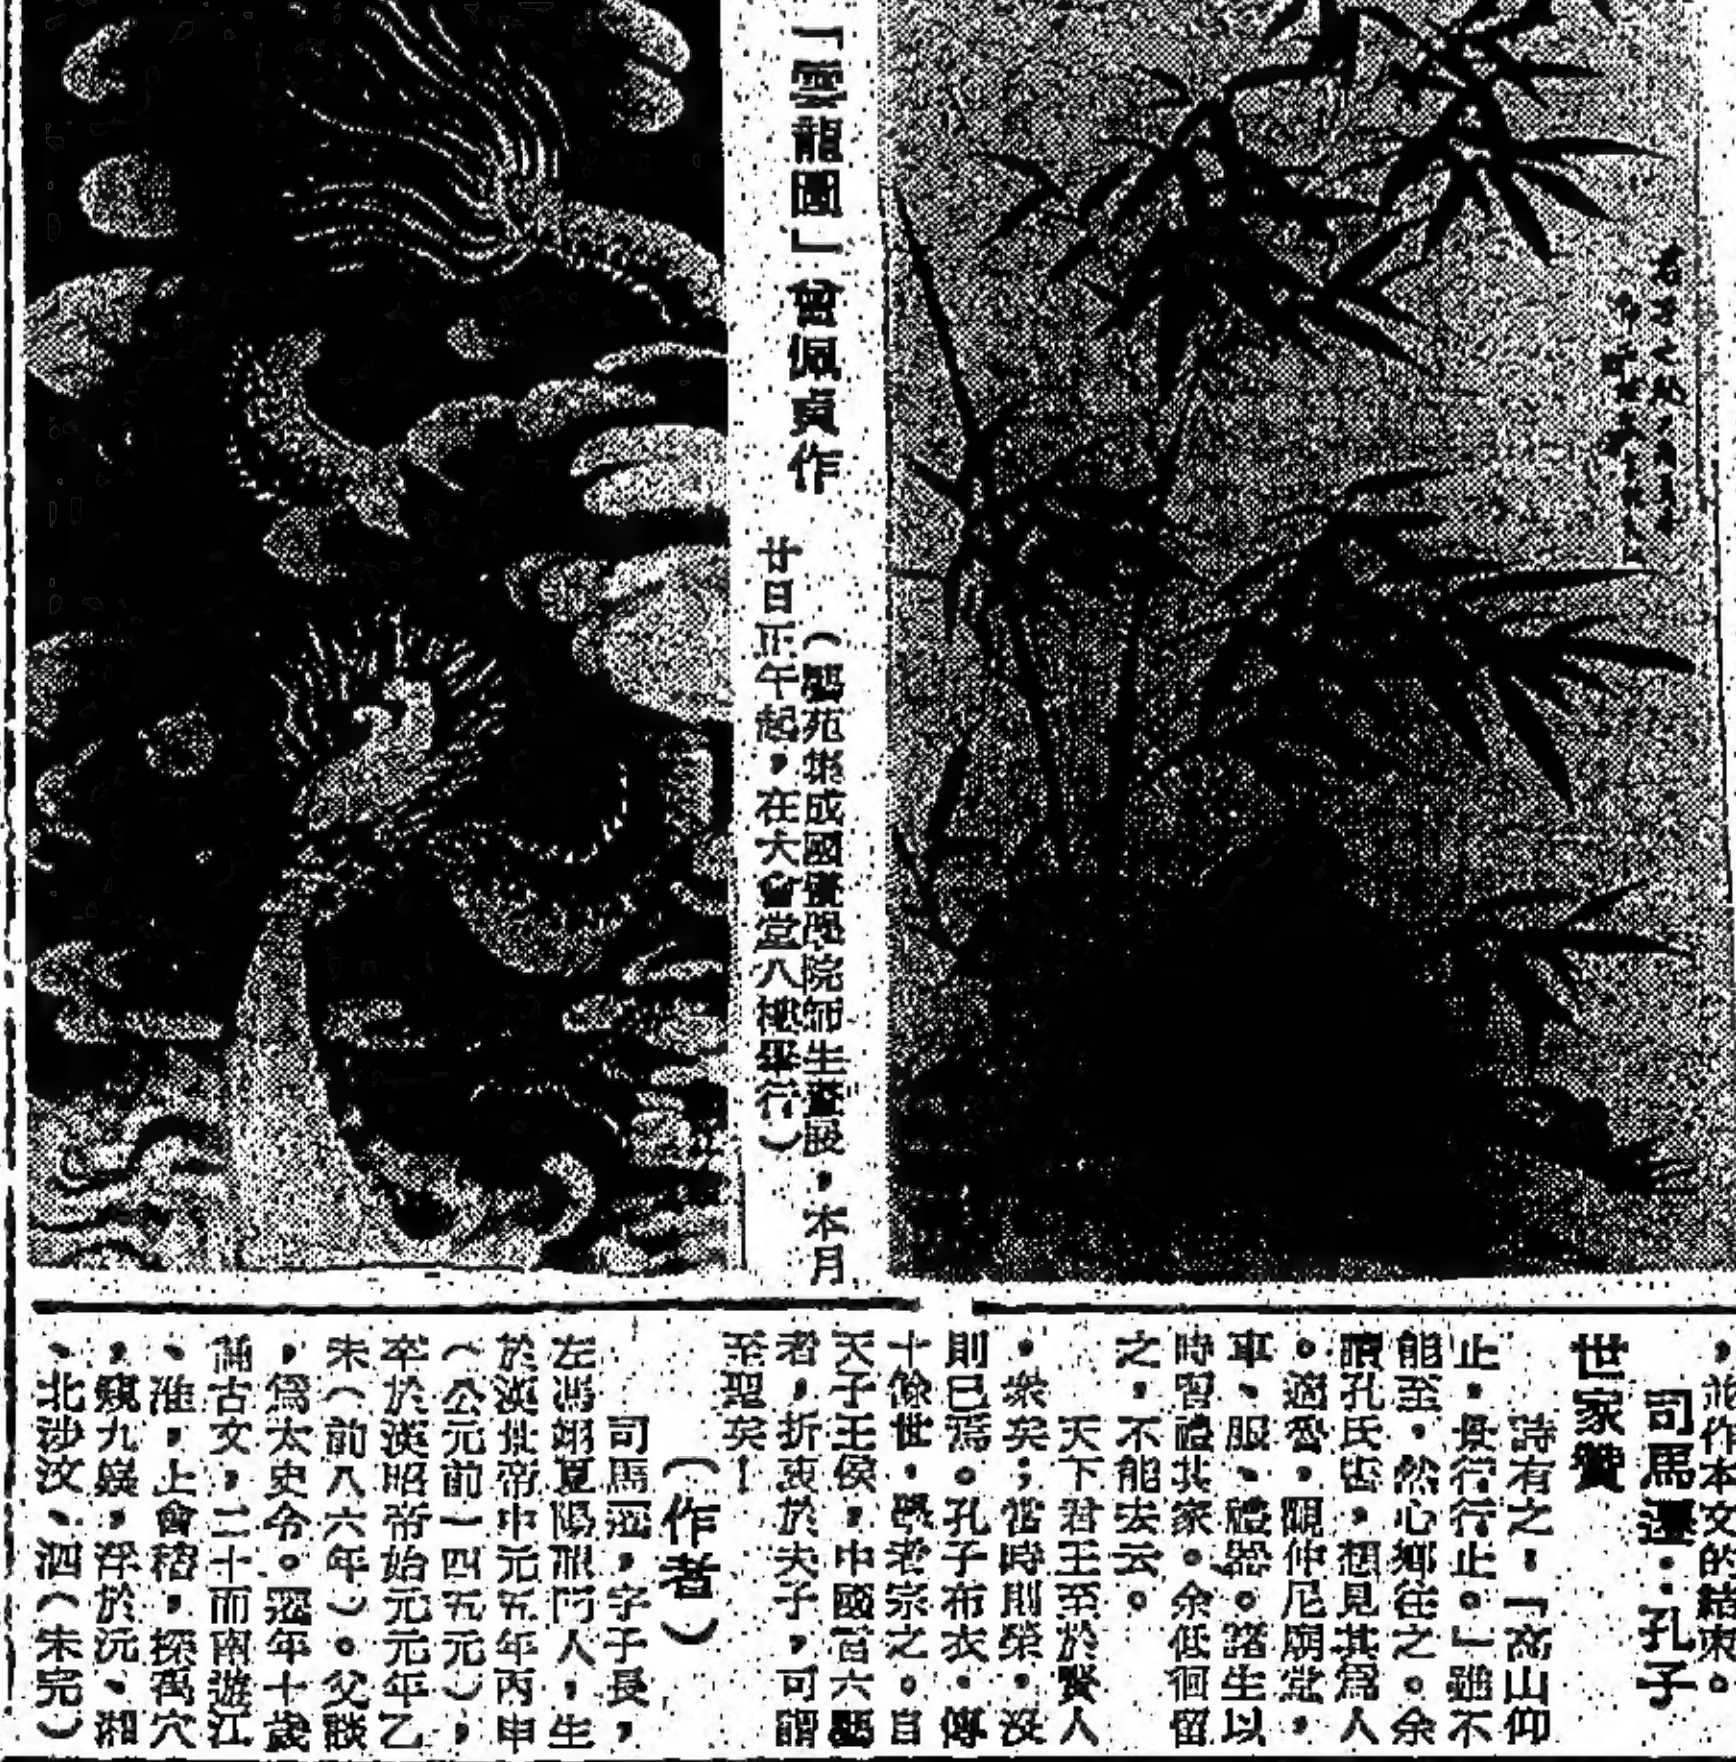 「雲龍圖」曾佩貞作
（藝苑集成國畫學院師生畫展，本月
廿日正午起，在大會堂八樓舉行）
，並作本文的結束。
司馬遷：孔子
世家贊
詩有之，「高山仰
止，景行行止。」雖不
能至，然心鄉往之。余
讀孔氏書，想見其爲人
。適魯，觀仲尼廟堂，
車、服、禮器。諸生以
時習禮其家。余低徊留
之，不能去云。
天下君王至於賢人
，衆矣；當時則榮，沒
則已焉。孔子布衣，傳
十餘世，學者宗之。自
天子王侯，中國言六藝
者，折衷於夫子，可謂
至聖矣！
（作者）
司馬遷，字子長，
左馮翊夏陽龍門人，生
於漢景帝中元五年丙申
（公元前一四五元），
卒於漢昭帝始元元年乙
未（前八六年）。父談
，爲太史令。遷年十歲
誦古文，二十而南遊江
、淮，上會稽，探禹穴
，窺九嶷，浮於沅、湘
、北涉汶、泗（未完）